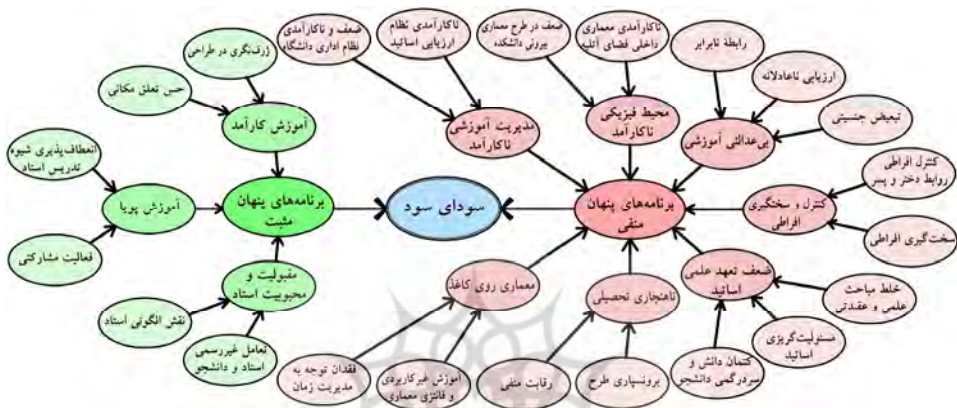 رابطهٔ نابرابر
ارزیابی ناعادلانه
تبعیض جنسیتی
بی‌عدالتی آموزشی
ناکارآمدی معماری
داخلی فضای آتلیه
ضعف در طرح معماری
بیرونی دانشکده
محیط فیزیکی
ناکارآمد
ناکارآمدی نظام
ارزیابی اساتید
ضعف و ناکارآمدی
نظام اداری دانشگاه
مدیریت آموزشی
ناکارآمد
کنترل افراطی
روابط دختر و پسر
سخت‌گیری افراطی
کنترل و سختگیری
افراطی
برنامه‌های پنهان
منفی
سودای سود
برنامه‌های پنهان
مثبت
ژرف‌نگری در طراحی
حس تعلق مکانی
آموزش کارآمد
انعطاف‌پذیری شیوه
تدریس استاد
آموزش پویا
فعالیت مشارکتی
مقبولیت و
محبوبیت استاد
نقش الگوئی استاد
تعامل غیررسمی
استاد و دانشجو
ضعف تعهد علمی
اساتید
خلط مباحث
علمی و عقیدتی
مسئولیت‌گریزی
اساتید
کتمان دانش و
سردرگمی دانشجو
ناهنجاری تحصیلی
برونسپاری طرح
رقابت منفی
معماری روی کاغذ
آموزش غیرکاربردی
و فانتزی معماری
فقدان توجه به
مدیریت زمان